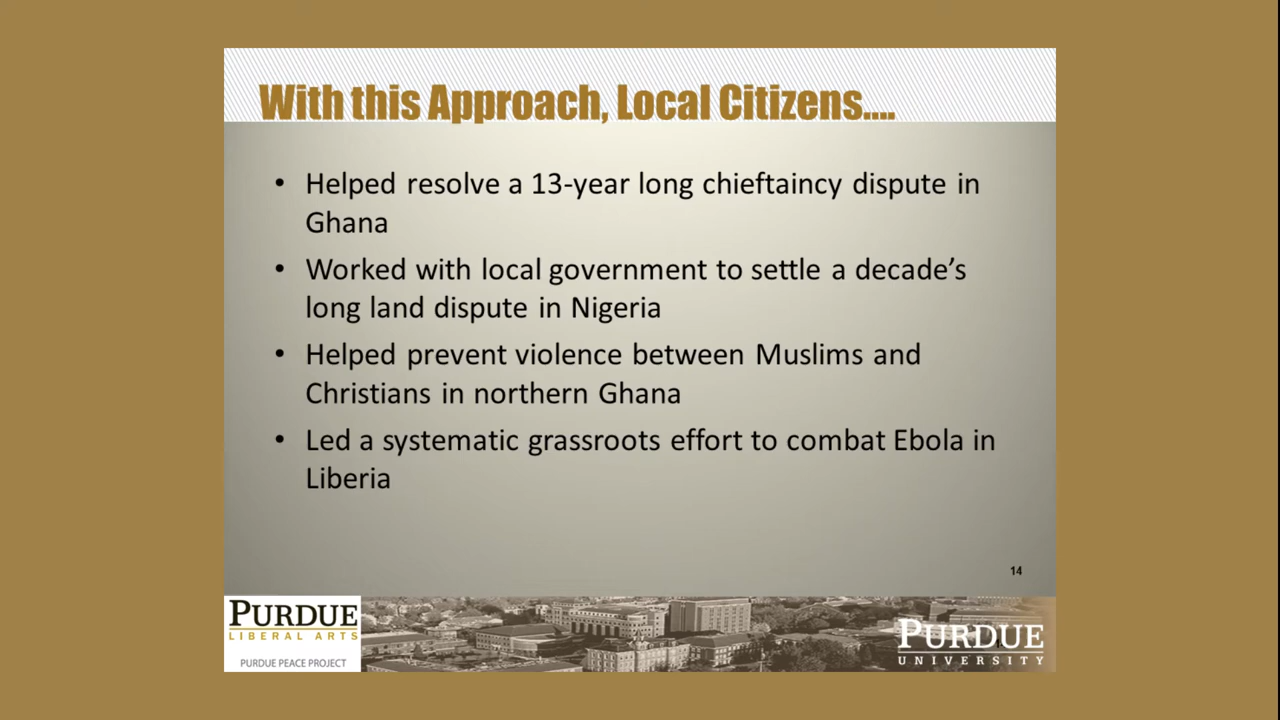 With this Approach, Local Citizens....
• Helped resolve a 13-year long chieftaincy dispute in
Ghana
• Worked with local government to settle a decade’s
long land dispute in Nigeria
• Helped prevent violence between Muslims and
Christians in northern Ghana
• Led a systematic grassroots effort to combat Ebola in
Liberia
14
PURDUE
LIBERAL ARTS
PURDUE PEACE PROJECT
PURDUE
UNIVERSITY